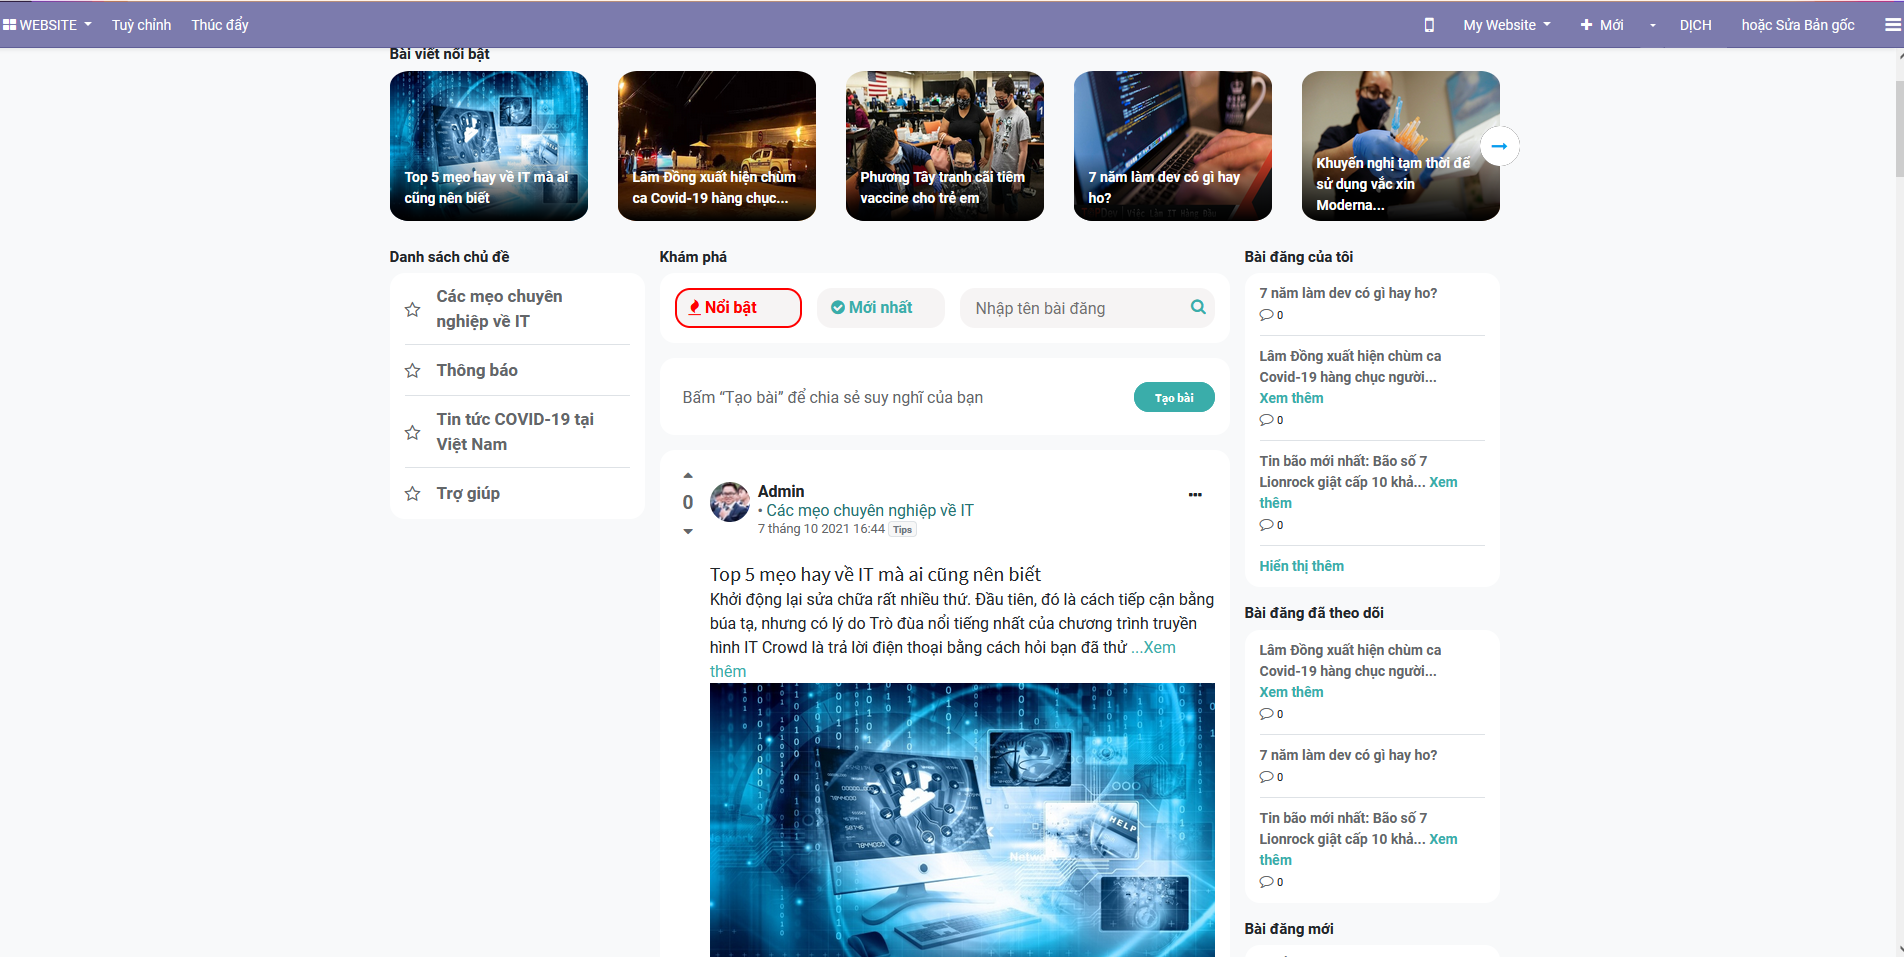 WEBSITE Tuỳ chỉnh Thúc đẩy My Website Mới DỊCH hoặc Sửa Bản gốc
Bài viết nổi bật
Top 5 mẹo hay về IT mà ai
cũng nên biết
Lâm Đồng xuất hiện chùm
ca Covid-19 hàng chục...
Phương Tây tranh cãi tiêm
vaccine cho trẻ em
7 năm làm dev có gì hay
ho?
Khuyến nghị tạm thời để
sử dụng vắc xin
Moderna...
Danh sách chủ đề
Các mẹo chuyên
nghiệp về IT
Thông báo
Tin tức COVID-19 tại
Việt Nam
Trợ giúp
Khám phá
Nổi bật Mới nhất Nhập tên bài đăng
Bấm “Tạo bài” để chia sẻ suy nghĩ của bạn Tạo bài
0
Admin
• Các mẹo chuyên nghiệp về IT
7 tháng 10 2021 16:44 Tips
Top 5 mẹo hay về IT mà ai cũng nên biết
Khởi động lại sửa chữa rất nhiều thứ. Đầu tiên, đó là cách tiếp cận bằng
búa tạ, nhưng có lý do Trò đùa nổi tiếng nhất của chương trình truyền
hình IT Crowd là trả lời điện thoại bằng cách hỏi bạn đã thử ...Xem
thêm
HELP
Network
Bài đăng của tôi
7 năm làm dev có gì hay ho?
0
Lâm Đồng xuất hiện chùm ca
Covid-19 hàng chục người...
Xem thêm
0
Tin bão mới nhất: Bão số 7
Lionrock giật cấp 10 khả... Xem
thêm
0
Hiển thị thêm
Bài đăng đã theo dõi
Lâm Đồng xuất hiện chùm ca
Covid-19 hàng chục người...
Xem thêm
0
7 năm làm dev có gì hay ho?
0
Tin bão mới nhất: Bão số 7
Lionrock giật cấp 10 khả... Xem
thêm
0
Bài đăng mới